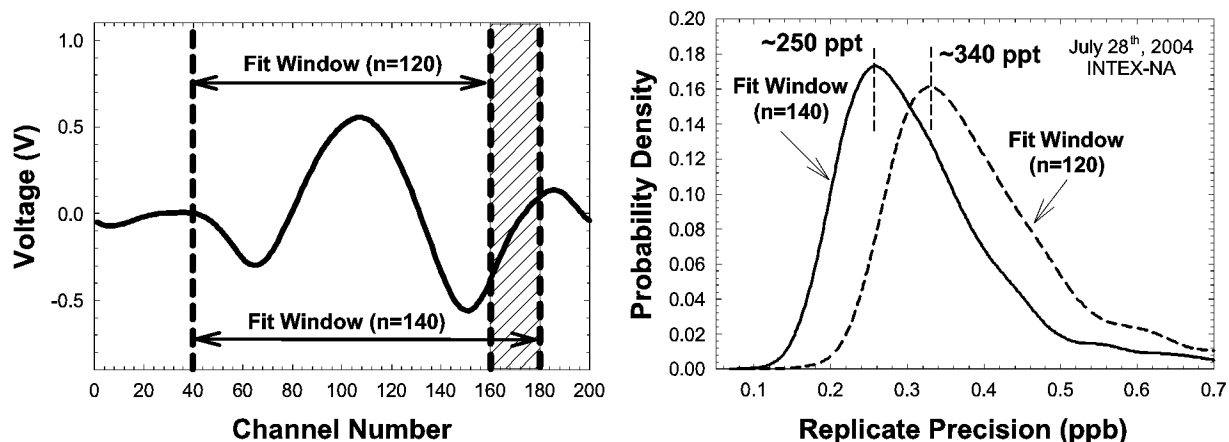 1.0
0.5
0.0
-0.5
Voltage (V)
Fit Window (n=120)
Fit Window (n=140)
0 20 40 60 80 100 120 140 160 180 200
Channel Number
0.20
0.18
0.16
0.14
0.12
0.10
0.08
0.06
0.04
0.02
0.00
Probability Density
~250 ppt
~340 ppt
July 28th, 2004
INTEX-NA
Fit Window
(n=140)
Fit Window
(n=120)
0.1 0.2 0.3 0.4 0.5 0.6 0.7
Replicate Precision (ppb)